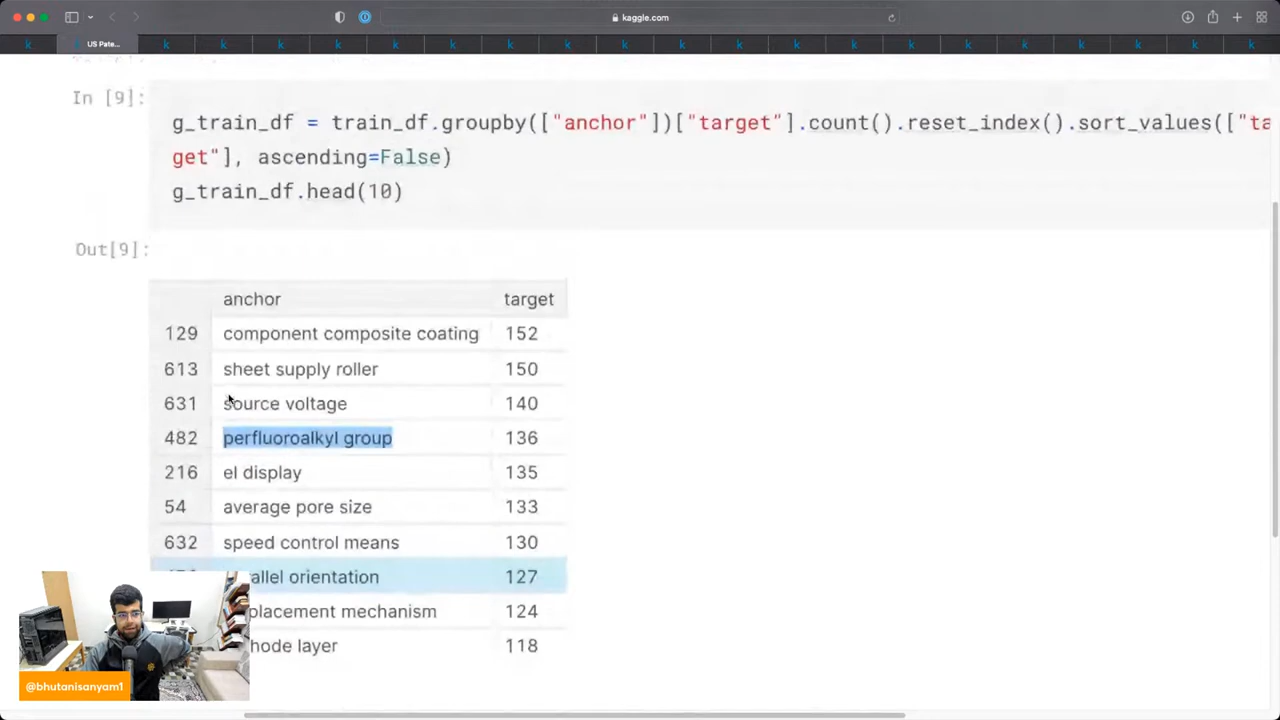 kaggle.com
US Pate...
In [9]:
g_train_df = train_df.groupby(["anchor"])["target"].count().reset_index().sort_values(["ta
get"], ascending=False)
g_train_df.head(10)
Out[9]:
anchor target
129 component composite coating 152
613 sheet supply roller 150
631 source voltage 140
482 perfluoroalkyl group 136
216 el display 135
54 average pore size 133
632 speed control means 130
allel orientation 127
placement mechanism 124
hode layer 118
@bhutanisanyam1